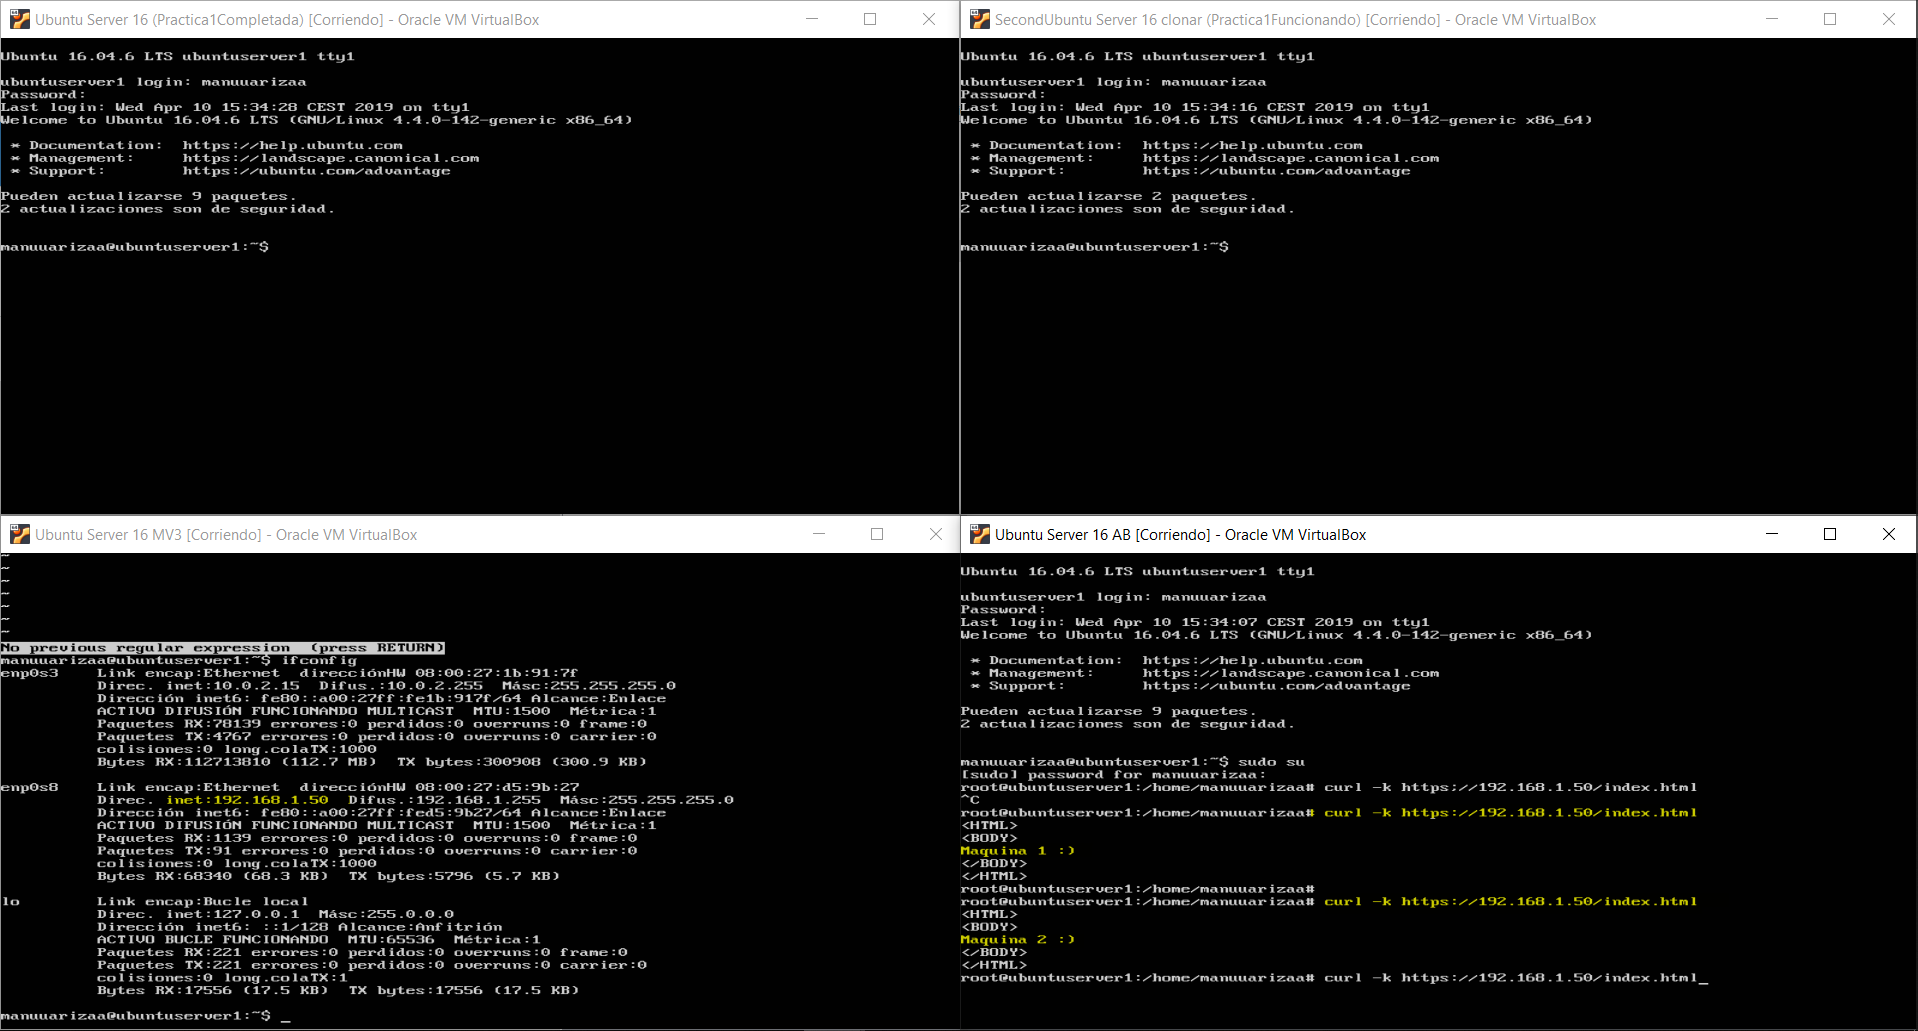 Ubuntu Server 16 (Practica1Completada) [Corriendo] - Oracle VM VirtualBox
Ubuntu 16.04.6 LTS ubuntuserver1 tty1
ubuntuserver1 login: manuuarizaa
Password:
Last login: Wed Apr 10 15:34:28 CEST 2019 on tty1
Welcome to Ubuntu 16.04.6 LTS (GNU/Linux 4.4.0-142-generic x86_64)
* Documentation:  https://help.ubuntu.com
* Management:     https://landscape.canonical.com
* Support:        https://ubuntu.com/advantage
Pueden actualizarse 9 paquetes.
2 actualizaciones son de seguridad.
manuuarizaa@ubuntuserver1:~$
SecondUbuntu Server 16 clonar (Practica1Funcionando) [Corriendo] - Oracle VM VirtualBox
Ubuntu 16.04.6 LTS ubuntuserver1 tty1
ubuntuserver1 login: manuuarizaa
Password:
Last login: Wed Apr 10 15:34:16 CEST 2019 on tty1
Welcome to Ubuntu 16.04.6 LTS (GNU/Linux 4.4.0-142-generic x86_64)
* Documentation:  https://help.ubuntu.com
* Management:     https://landscape.canonical.com
* Support:        https://ubuntu.com/advantage
Pueden actualizarse 2 paquetes.
2 actualizaciones son de seguridad.
manuuarizaa@ubuntuserver1:~$
Ubuntu Server 16 MV3 [Corriendo] - Oracle VM VirtualBox
~
~
~
~
~
~
~
No previous regular expression  (press RETURN)
manuuarizaa@ubuntuserver1:~$ ifconfig
enp0s3    Link encap:Ethernet  direcciónHW 08:00:27:1b:91:7f
Direc. inet:10.0.2.15  Difus.:10.0.2.255  Másc:255.255.255.0
Dirección inet6: fe80::a00:27ff:fe1b:917f/64 Alcance:Enlace
ACTIVO DIFUSIÓN FUNCIONANDO MULTICAST  MTU:1500  Métrica:1
Paquetes RX:78139 errores:0 perdidos:0 overruns:0 frame:0
Paquetes TX:4767 errores:0 perdidos:0 overruns:0 carrier:0
colisiones:0 long.colaTX:1000
Bytes RX:112713810 (112.7 MB)  TX bytes:300908 (300.9 KB)
enp0s8    Link encap:Ethernet  direcciónHW 08:00:27:d5:9b:27
Direc. inet:192.168.1.50  Difus.:192.168.1.255  Másc:255.255.255.0
Dirección inet6: fe80::a00:27ff:fed5:9b27/64 Alcance:Enlace
ACTIVO DIFUSIÓN FUNCIONANDO MULTICAST  MTU:1500  Métrica:1
Paquetes RX:1139 errores:0 perdidos:0 overruns:0 frame:0
Paquetes TX:91 errores:0 perdidos:0 overruns:0 carrier:0
colisiones:0 long.colaTX:1000
Bytes RX:68340 (68.3 KB)  TX bytes:5796 (5.7 KB)
lo        Link encap:Bucle local
Direc. inet:127.0.0.1  Másc:255.0.0.0
Dirección inet6: ::1/128 Alcance:Anfitrión
ACTIVO BUCLE FUNCIONANDO  MTU:65536  Métrica:1
Paquetes RX:221 errores:0 perdidos:0 overruns:0 frame:0
Paquetes TX:221 errores:0 perdidos:0 overruns:0 carrier:0
colisiones:0 long.colaTX:1
Bytes RX:17556 (17.5 KB)  TX bytes:17556 (17.5 KB)
manuuarizaa@ubuntuserver1:~$ _
Ubuntu Server 16 AB [Corriendo] - Oracle VM VirtualBox
Ubuntu 16.04.6 LTS ubuntuserver1 tty1
ubuntuserver1 login: manuuarizaa
Password:
Last login: Wed Apr 10 15:34:07 CEST 2019 on tty1
Welcome to Ubuntu 16.04.6 LTS (GNU/Linux 4.4.0-142-generic x86_64)
* Documentation:  https://help.ubuntu.com
* Management:     https://landscape.canonical.com
* Support:        https://ubuntu.com/advantage
Pueden actualizarse 9 paquetes.
2 actualizaciones son de seguridad.
manuuarizaa@ubuntuserver1:~$ sudo su
[sudo] password for manuuarizaa:
root@ubuntuserver1:/home/manuuarizaa# curl -k https;//192.168.1.50/index.html
^C
root@ubuntuserver1:/home/manuuarizaa# curl -k https://192.168.1.50/index.html
<HTML>
<BODY>
Maquina 1 :)
</BODY>
</HTML>
root@ubuntuserver1:/home/manuuarizaa#
root@ubuntuserver1:/home/manuuarizaa# curl -k https://192.168.1.50/index.html
<HTML>
<BODY>
Maquina 2 :)
</BODY>
</HTML>
root@ubuntuserver1:/home/manuuarizaa# curl -k https://192.168.1.50/index.html_